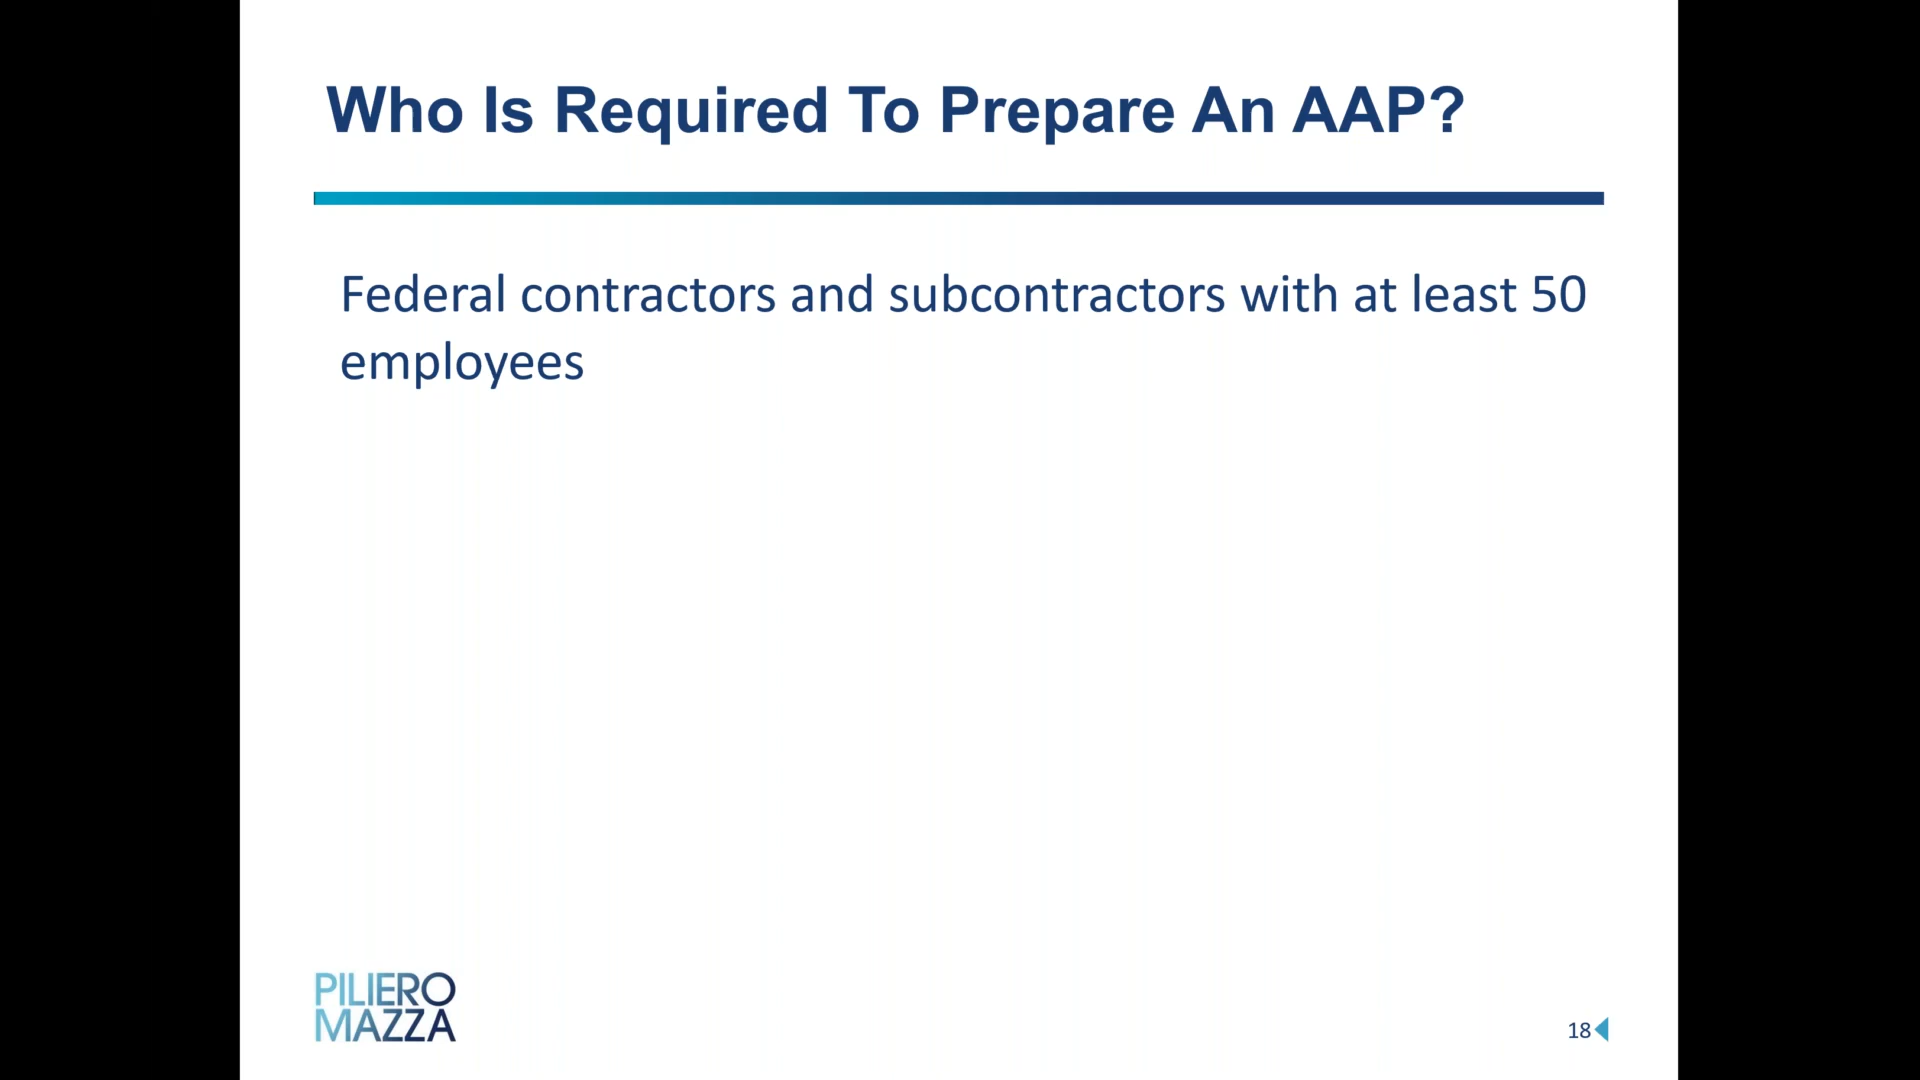 Who Is Required To Prepare An AAP?
Federal contractors and subcontractors with at least 50
employees
PILIERO
MAZZA
18